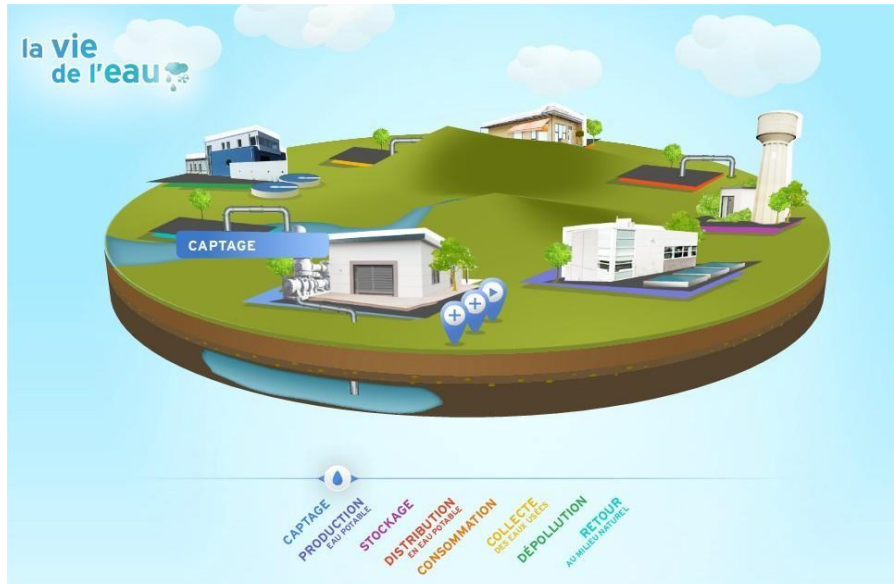 la vie
de l'eau
CAPTAGE
CAPTAGE
PRODUCTION
EAU POTABLE
STOCKAGE
DISTRIBUTION
EN EAU POTABLE
CONSOMMATION
COLLECTE
DES EAUX USÉES
DÉPOLLUTION
RETOUR
AU MILIEU NATUREL